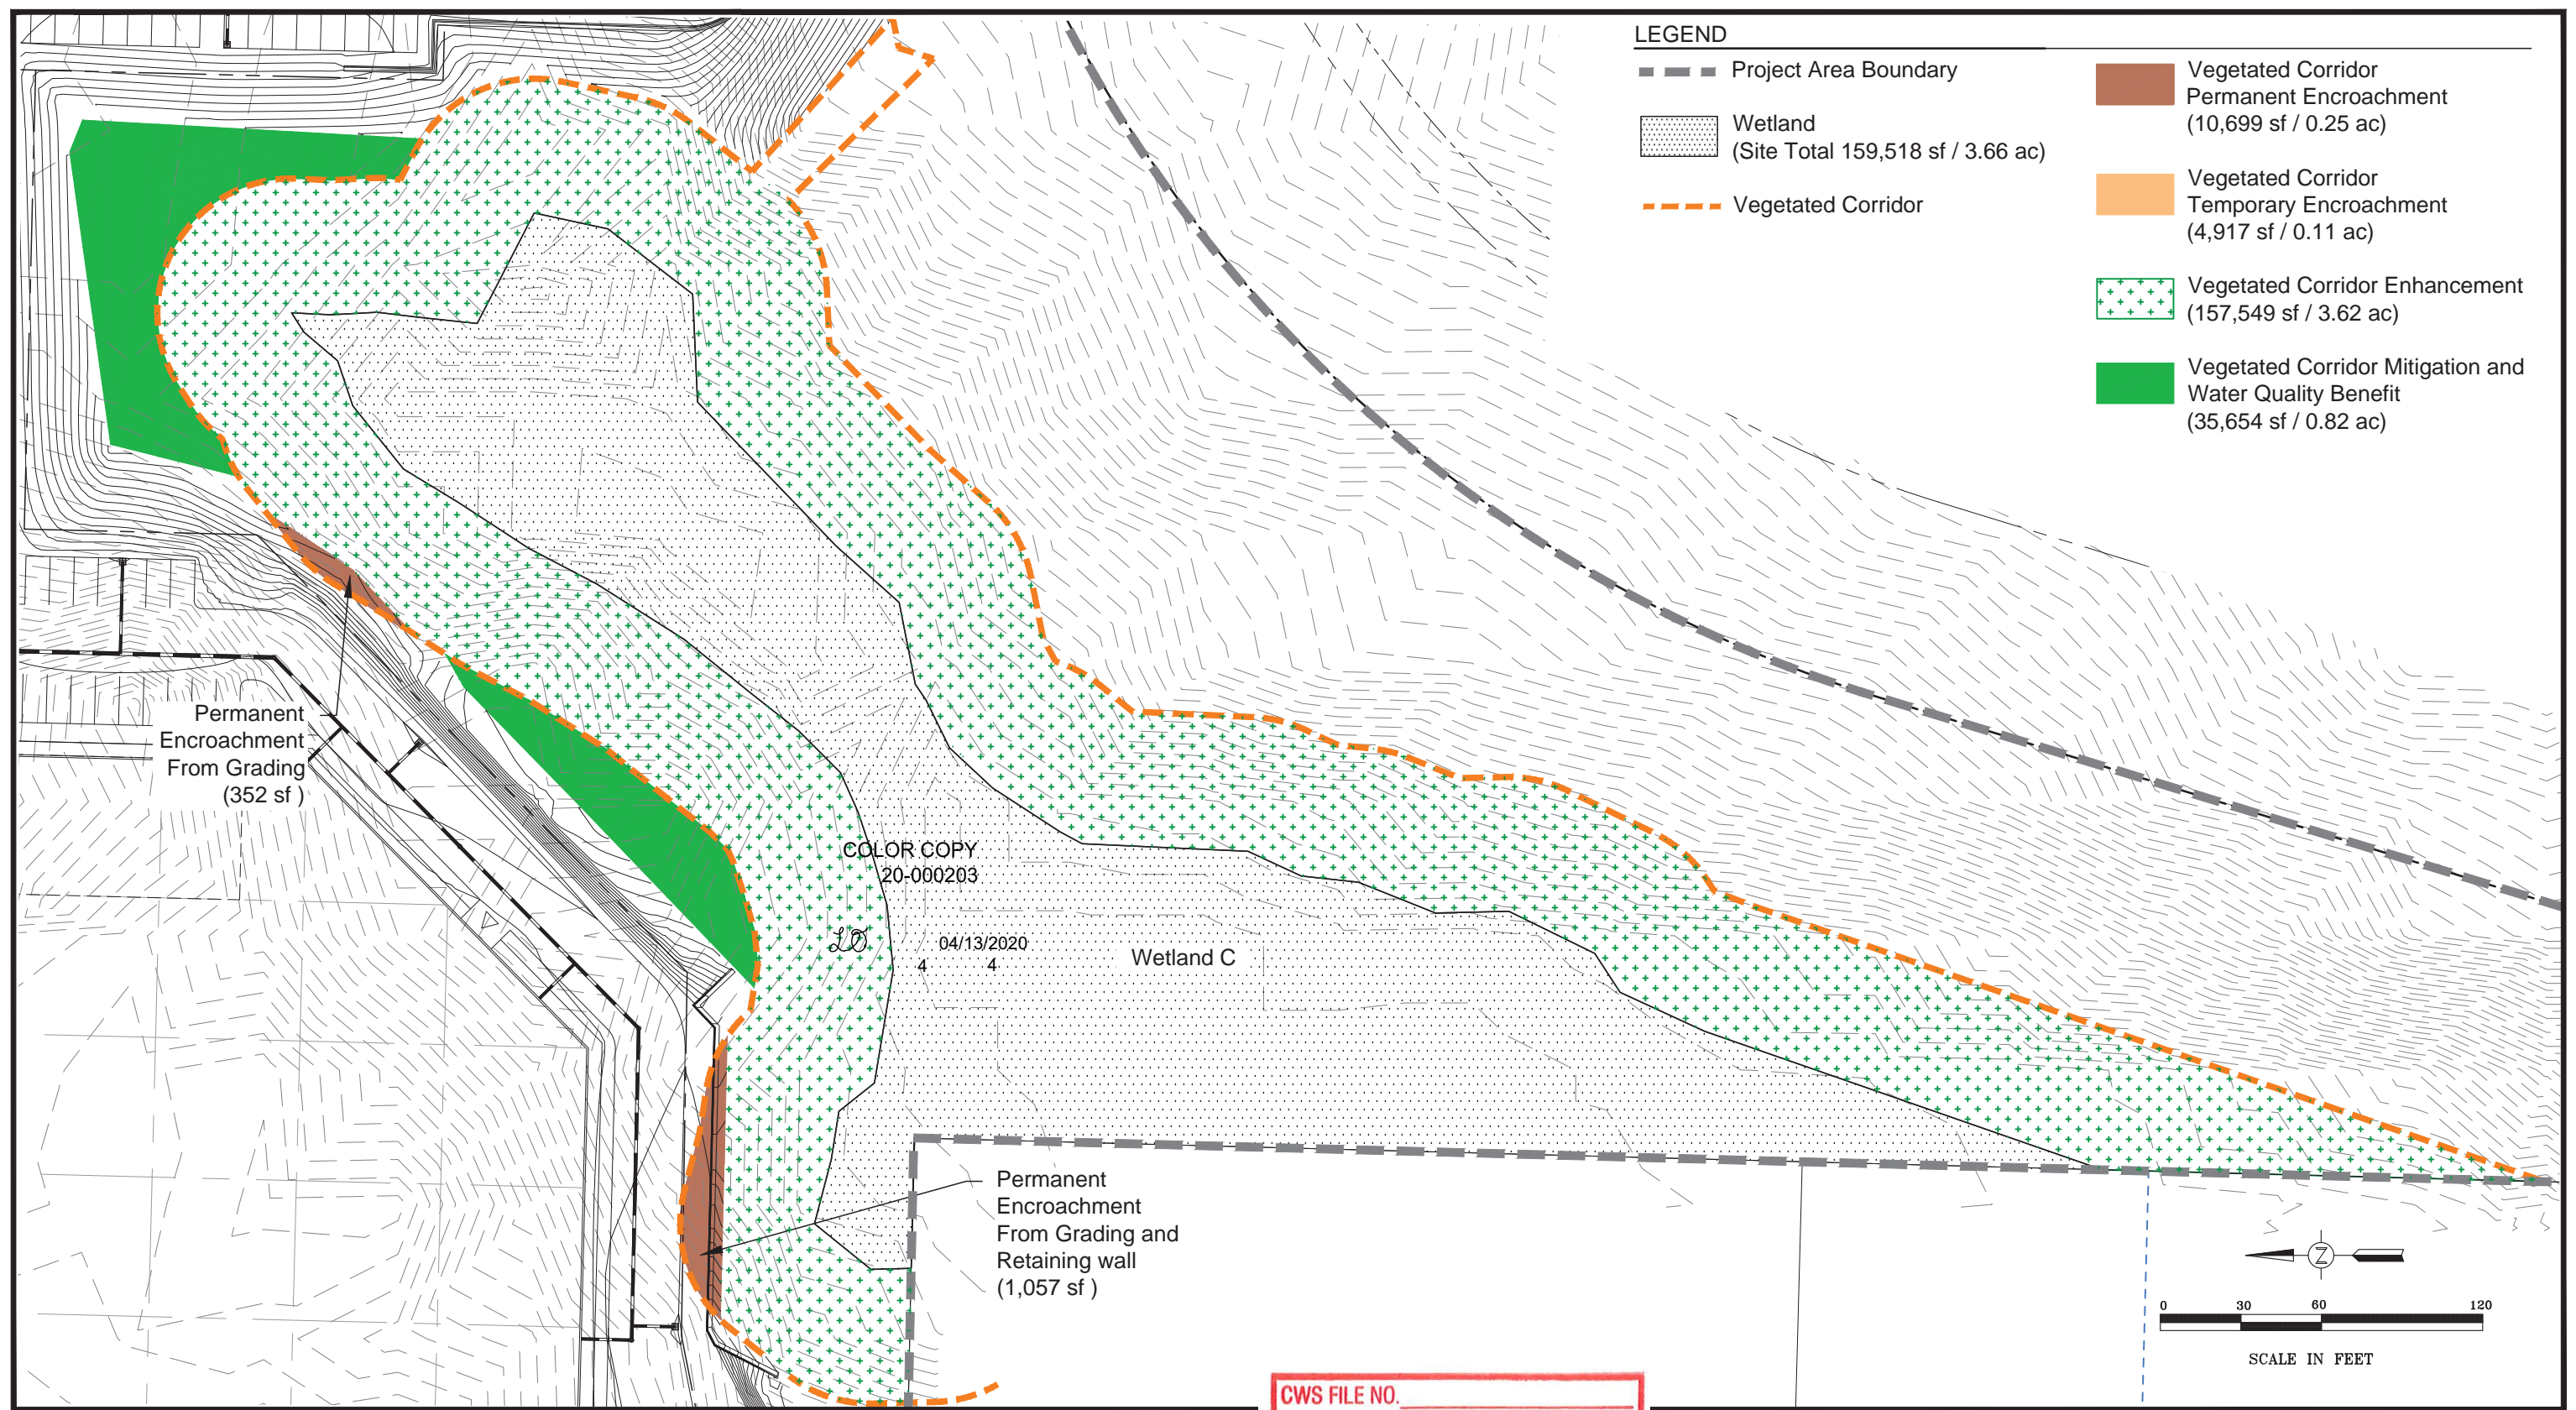 LEGEND
Project Area Boundary
Wetland
(Site Total 159,518 sf / 3.66 ac)
Vegetated Corridor
Vegetated Corridor
Permanent Encroachment
(10,699 sf / 0.25 ac)
Vegetated Corridor
Temporary Encroachment
(4,917 sf / 0.11 ac)
Vegetated Corridor Enhancement
(157,549 sf / 3.62 ac)
Vegetated Corridor Mitigation and
Water Quality Benefit
(35,654 sf / 0.82 ac)
Permanent
Encroachment
From Grading
(352 sf )
COLOR COPY
20-000203
04/13/2020
4 4
Wetland C
Permanent
Encroachment
From Grading and
Retaining wall
(1,057 sf )
Z
0 30 60 120
SCALE IN FEET
CWS FILE NO.